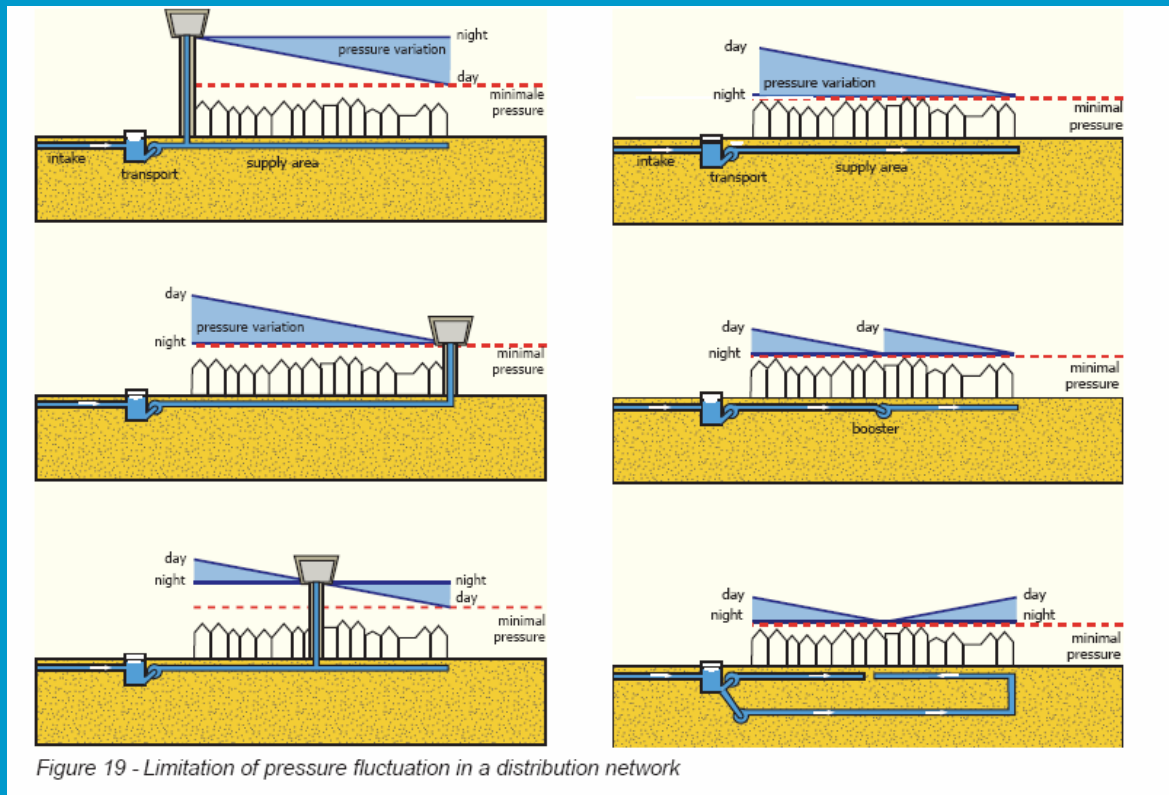 night
pressure variation
day
minimale
pressure
intake
transport
supply area
day
pressure variation
night
minimal
pressure
intake
transport
supply area
day
pressure variation
night
minimal
pressure
day
day
night
minimal
pressure
booster
day
night
night
day
minimal
pressure
day
day
night
night
minimal
pressure
Figure 19 - Limitation of pressure fluctuation in a distribution network